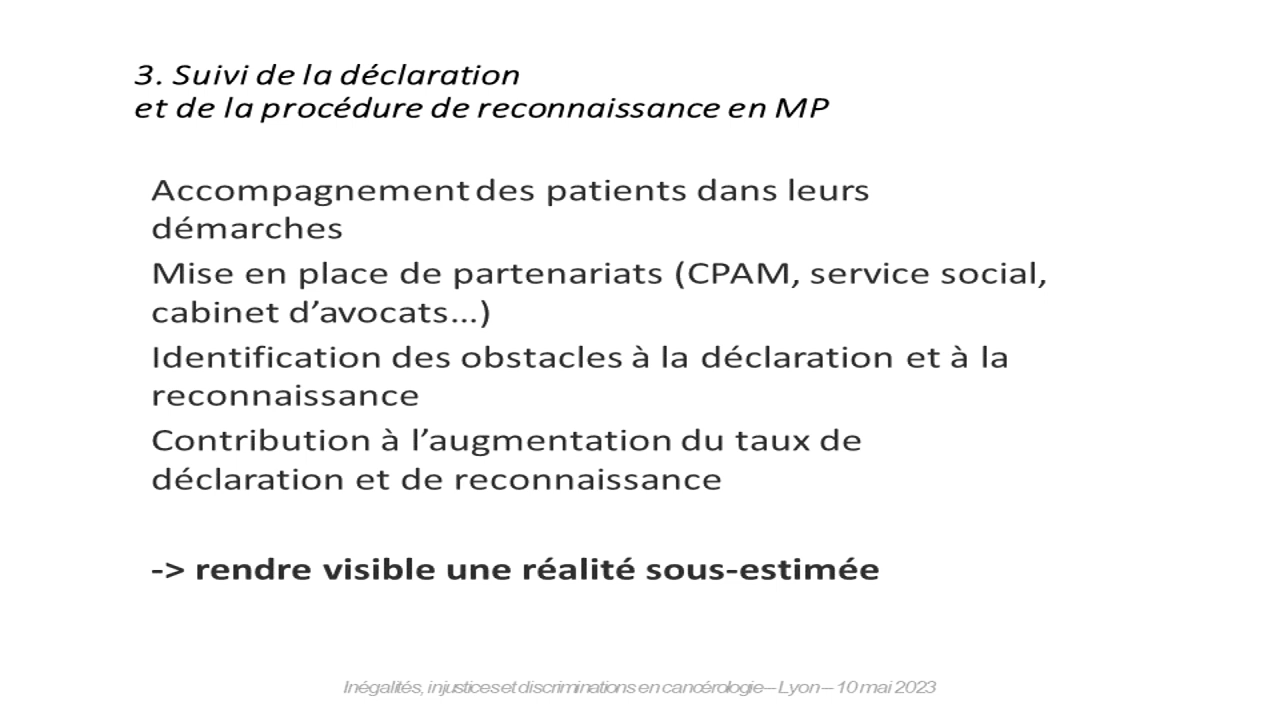 3. Suivi de la déclaration
et de la procédure de reconnaissance en MP
Accompagnement des patients dans leurs
démarches
Mise en place de partenariats (CPAM, service social,
cabinet d’avocats…)
Identification des obstacles à la déclaration et à la
reconnaissance
Contribution à l’augmentation du taux de
déclaration et de reconnaissance
-> rendre visible une réalité sous-estimée
Inégalités, injustices et discriminations en cancérologie – Lyon – 10 mai 2023